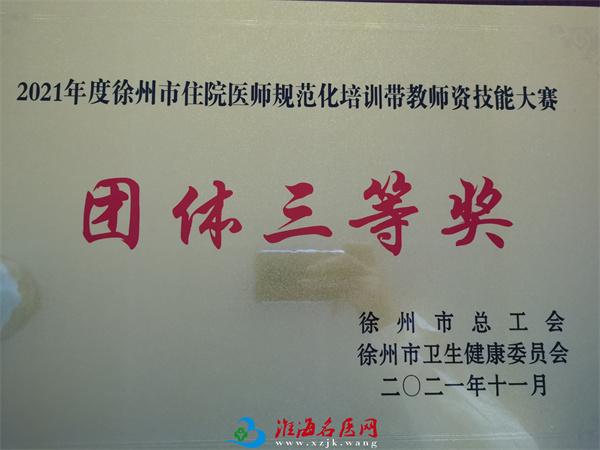 2021年度徐州市住院医师规范化培训带教师资技能大赛
团体三等奖
徐州市总工会
徐州市卫生健康委员会
二〇二一年十一月
淮海名医网
www.xzjk.wang